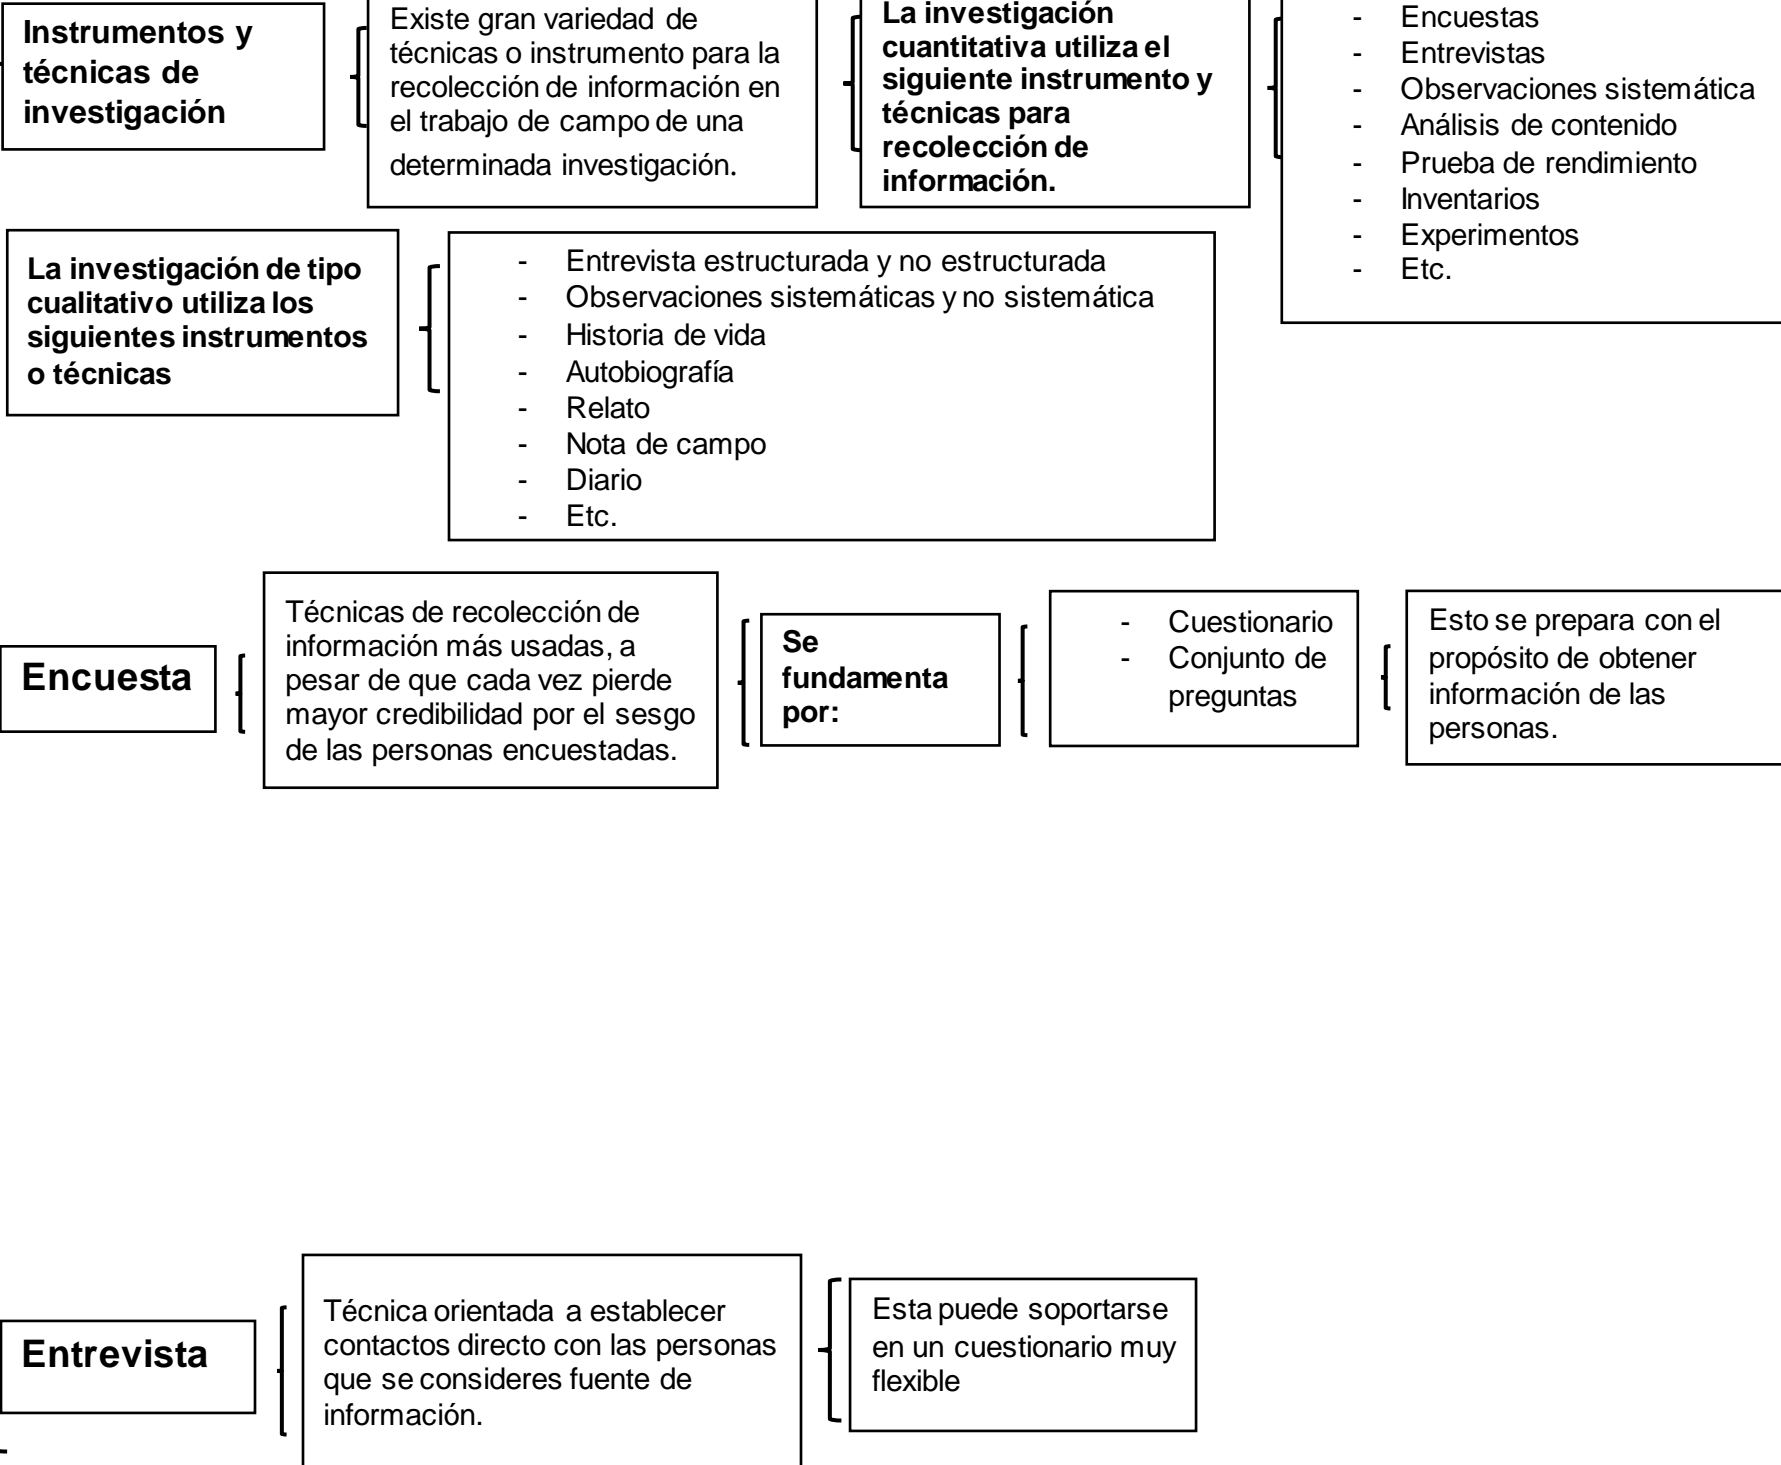 Instrumentos y
técnicas de
investigación
Existe gran variedad de
técnicas o instrumento para la
recolección de información en
el trabajo de campo de una
determinada investigación.
La investigación
cuantitativa utiliza el
siguiente instrumento y
técnicas para
recolección de
información.
- Encuestas
- Entrevistas
- Observaciones sistemática
- Análisis de contenido
- Prueba de rendimiento
- Inventarios
- Experimentos
- Etc.
La investigación de tipo
cualitativo utiliza los
siguientes instrumentos
o técnicas
- Entrevista estructurada y no estructurada
- Observaciones sistemáticas y no sistemática
- Historia de vida
- Autobiografía
- Relato
- Nota de campo
- Diario
- Etc.
Encuesta
Técnicas de recolección de
información más usadas, a
pesar de que cada vez pierde
mayor credibilidad por el sesgo
de las personas encuestadas.
Se
fundamenta
por:
- Cuestionario
- Conjunto de
preguntas
Esto se prepara con el
propósito de obtener
información de las
personas.
Entrevista
Técnica orientada a establecer
contactos directo con las personas
que se consideres fuente de
información.
Esta puede soportarse
en un cuestionario muy
flexible